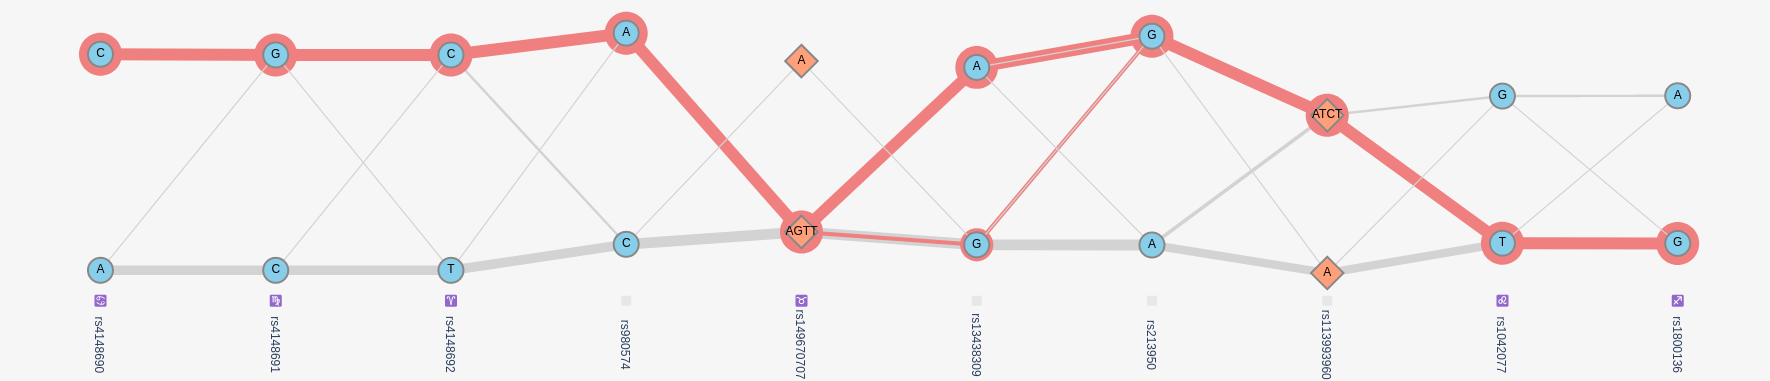 C G C A A A G ATCT G A
A C T C AGTT G A A T G
♋ ♍ ♈ ♉ ♌ ♐
rs4148690
rs4148691
rs4148692
rs980574
rs149670707
rs13438309
rs213950
rs113993960
rs1042077
rs1800136